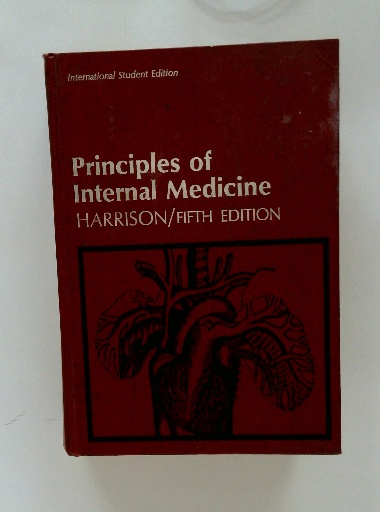 International Student Edition
Principles of
Internal Medicine
HARRISON/FIFTH EDITION